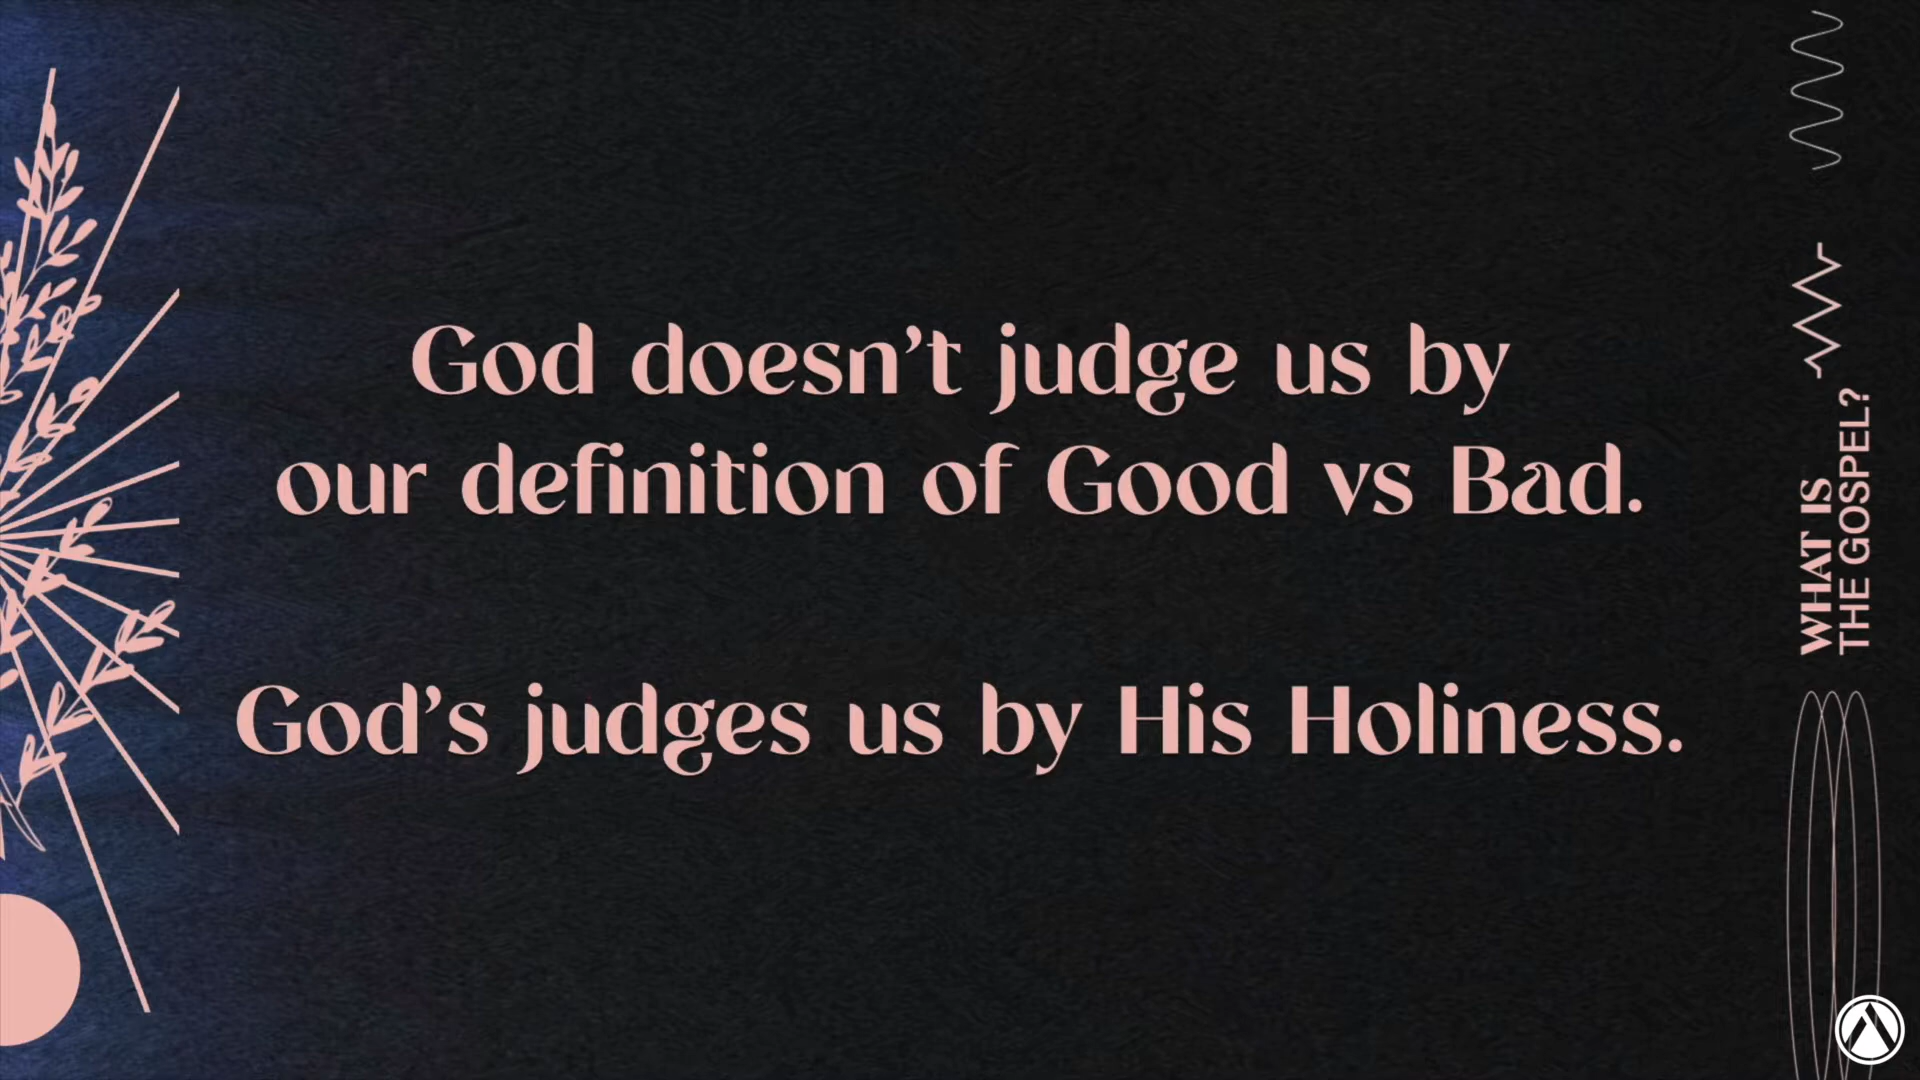 God doesn’t judge us by
our definition of Good vs Bad.
God’s judges us by His Holiness.
WHAT IS
THE GOSPEL?